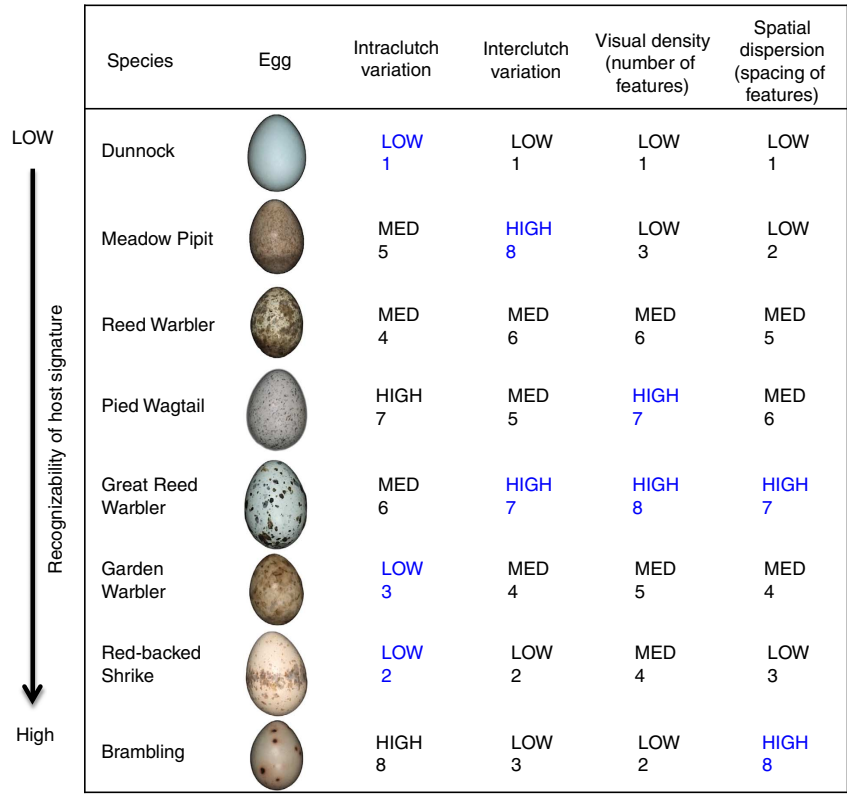 Species
Egg
Intraclutch
variation
Interclutch
variation
Visual density
(number of
features)
Spatial
dispersion
(spacing of
features)
LOW
Recognizability of host signature
High
Dunnock
LOW
1
LOW
1
LOW
1
LOW
1
Meadow Pipit
MED
5
HIGH
8
LOW
3
LOW
2
Reed Warbler
MED
4
MED
6
MED
6
MED
5
Pied Wagtail
HIGH
7
MED
5
HIGH
7
MED
6
Great Reed
Warbler
MED
6
HIGH
7
HIGH
8
HIGH
7
Garden
Warbler
LOW
3
MED
4
MED
5
MED
4
Red-backed
Shrike
LOW
2
LOW
2
MED
4
LOW
3
Brambling
HIGH
8
LOW
3
LOW
2
HIGH
8